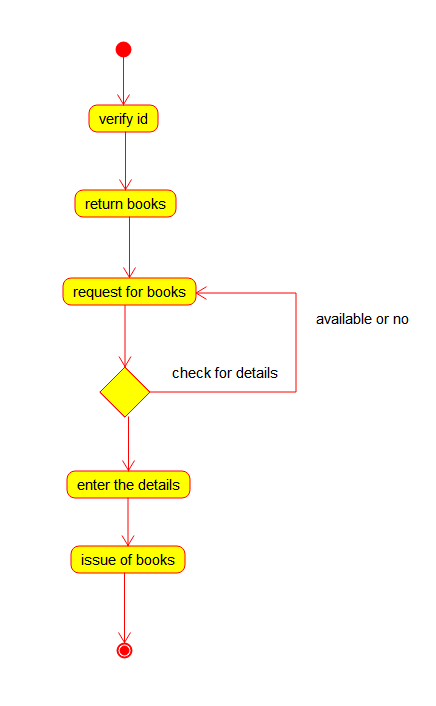 verify id
return books
request for books
available or no
check for details
enter the details
issue of books